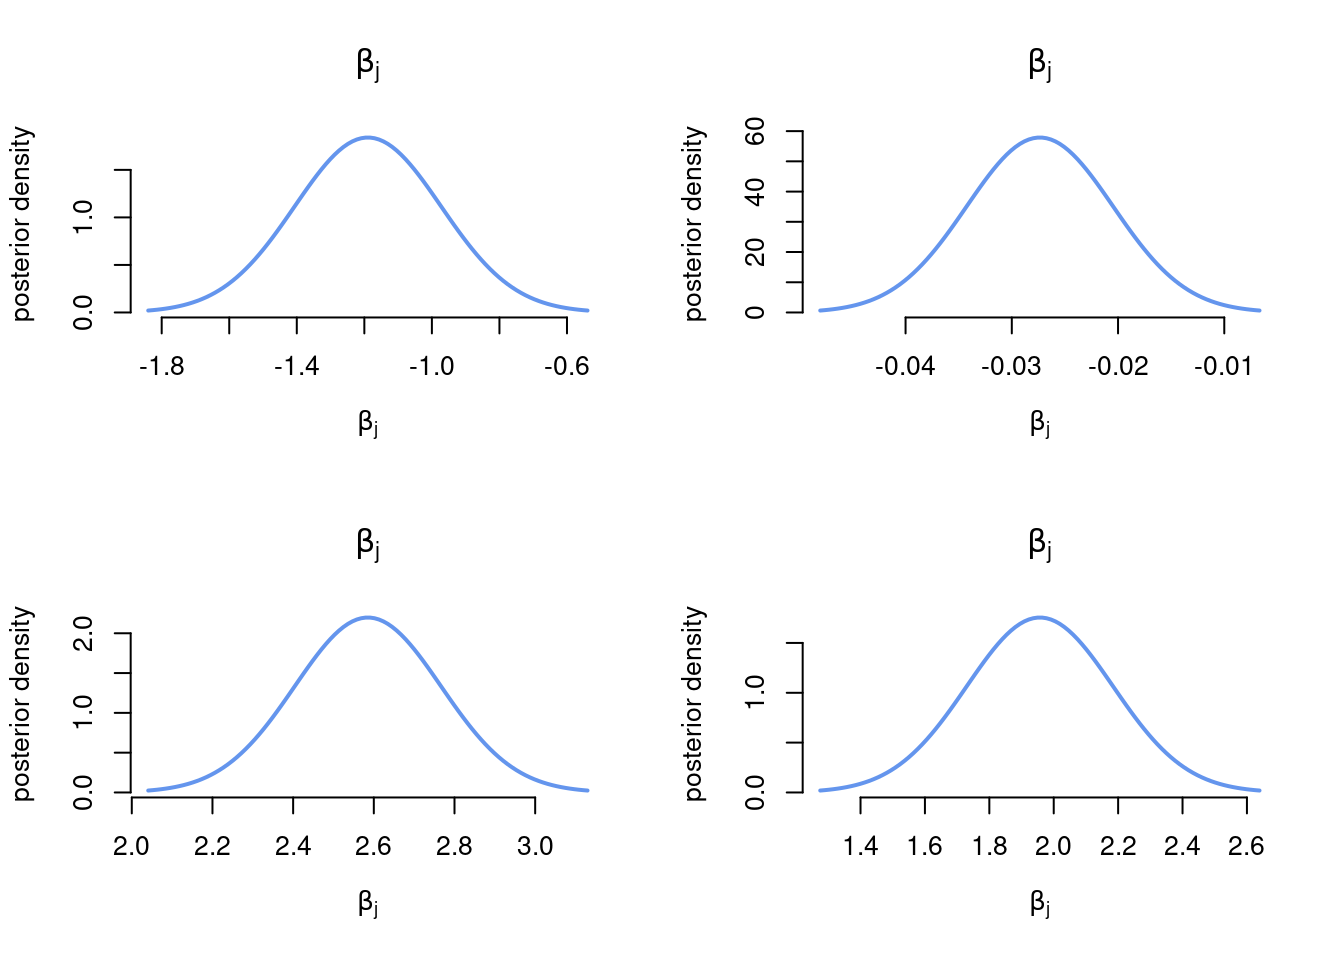 βj
posterior density
0.0 1.0
-1.8 -1.4 -1.0 -0.6
βj
βj
posterior density
0 20 40 60
-0.04 -0.03 -0.02 -0.01
βj
βj
posterior density
0.0 1.0 2.0
2.0 2.2 2.4 2.6 2.8 3.0
βj
βj
posterior density
0.0 1.0
1.4 1.6 1.8 2.0 2.2 2.4 2.6
βj